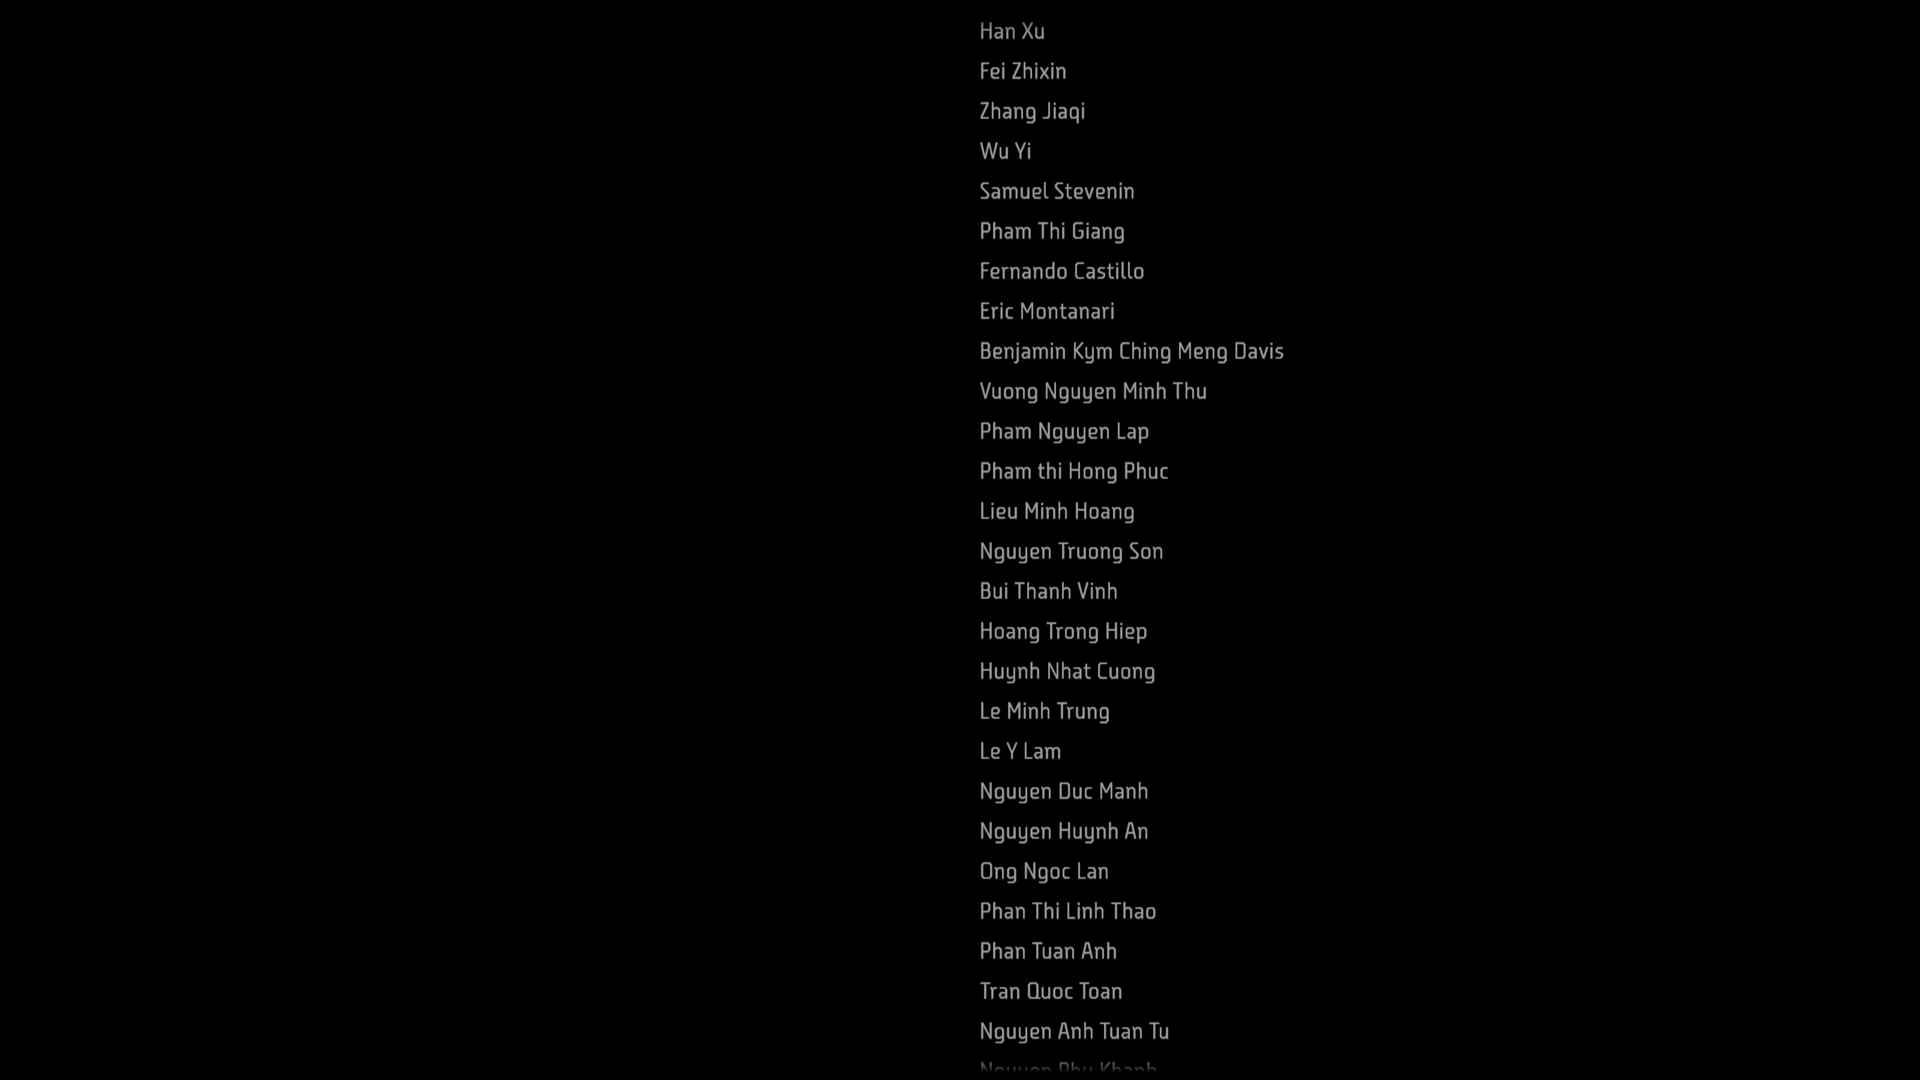 Han Xu
Fei Zhixin
Zhang Jiaqi
Wu Yi
Samuel Stevenin
Pham Thi Giang
Fernando Castillo
Eric Montanari
Benjamin Kym Ching Meng Davis
Vuong Nguyen Minh Thu
Pham Nguyen Lap
Pham thi Hong Phuc
Lieu Minh Hoang
Nguyen Truong Son
Bui Thanh Vinh
Hoang Trong Hiep
Huynh Nhat Cuong
Le Minh Trung
Le Y Lam
Nguyen Duc Manh
Nguyen Huynh An
Ong Ngoc Lan
Phan Thi Linh Thao
Phan Tuan Anh
Tran Quoc Toan
Nguyen Anh Tuan Tu
Nguyen Phu Khanh